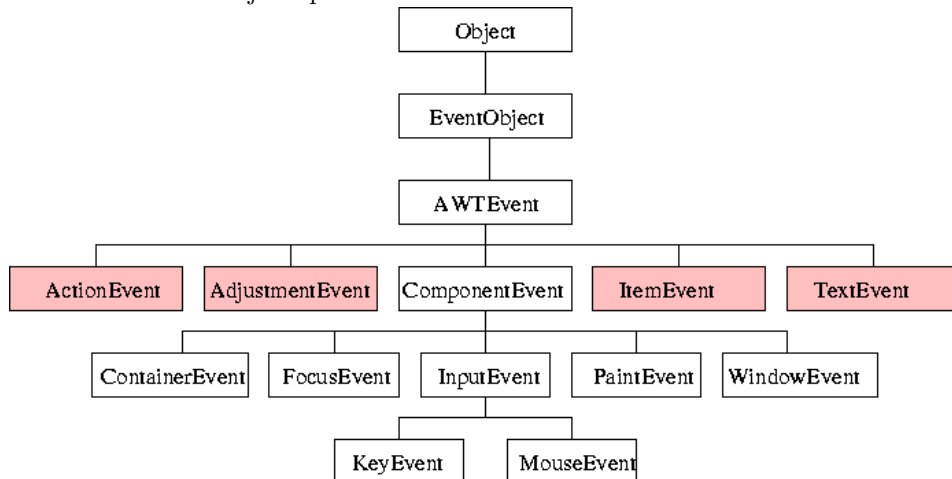 Object
EventObject
AWTEvent
ActionEvent
AdjustmentEvent
ComponentEvent
ItemEvent
TextEvent
ContainerEvent
FocusEvent
InputEvent
PaintEvent
WindowEvent
KeyEvent
MouseEvent